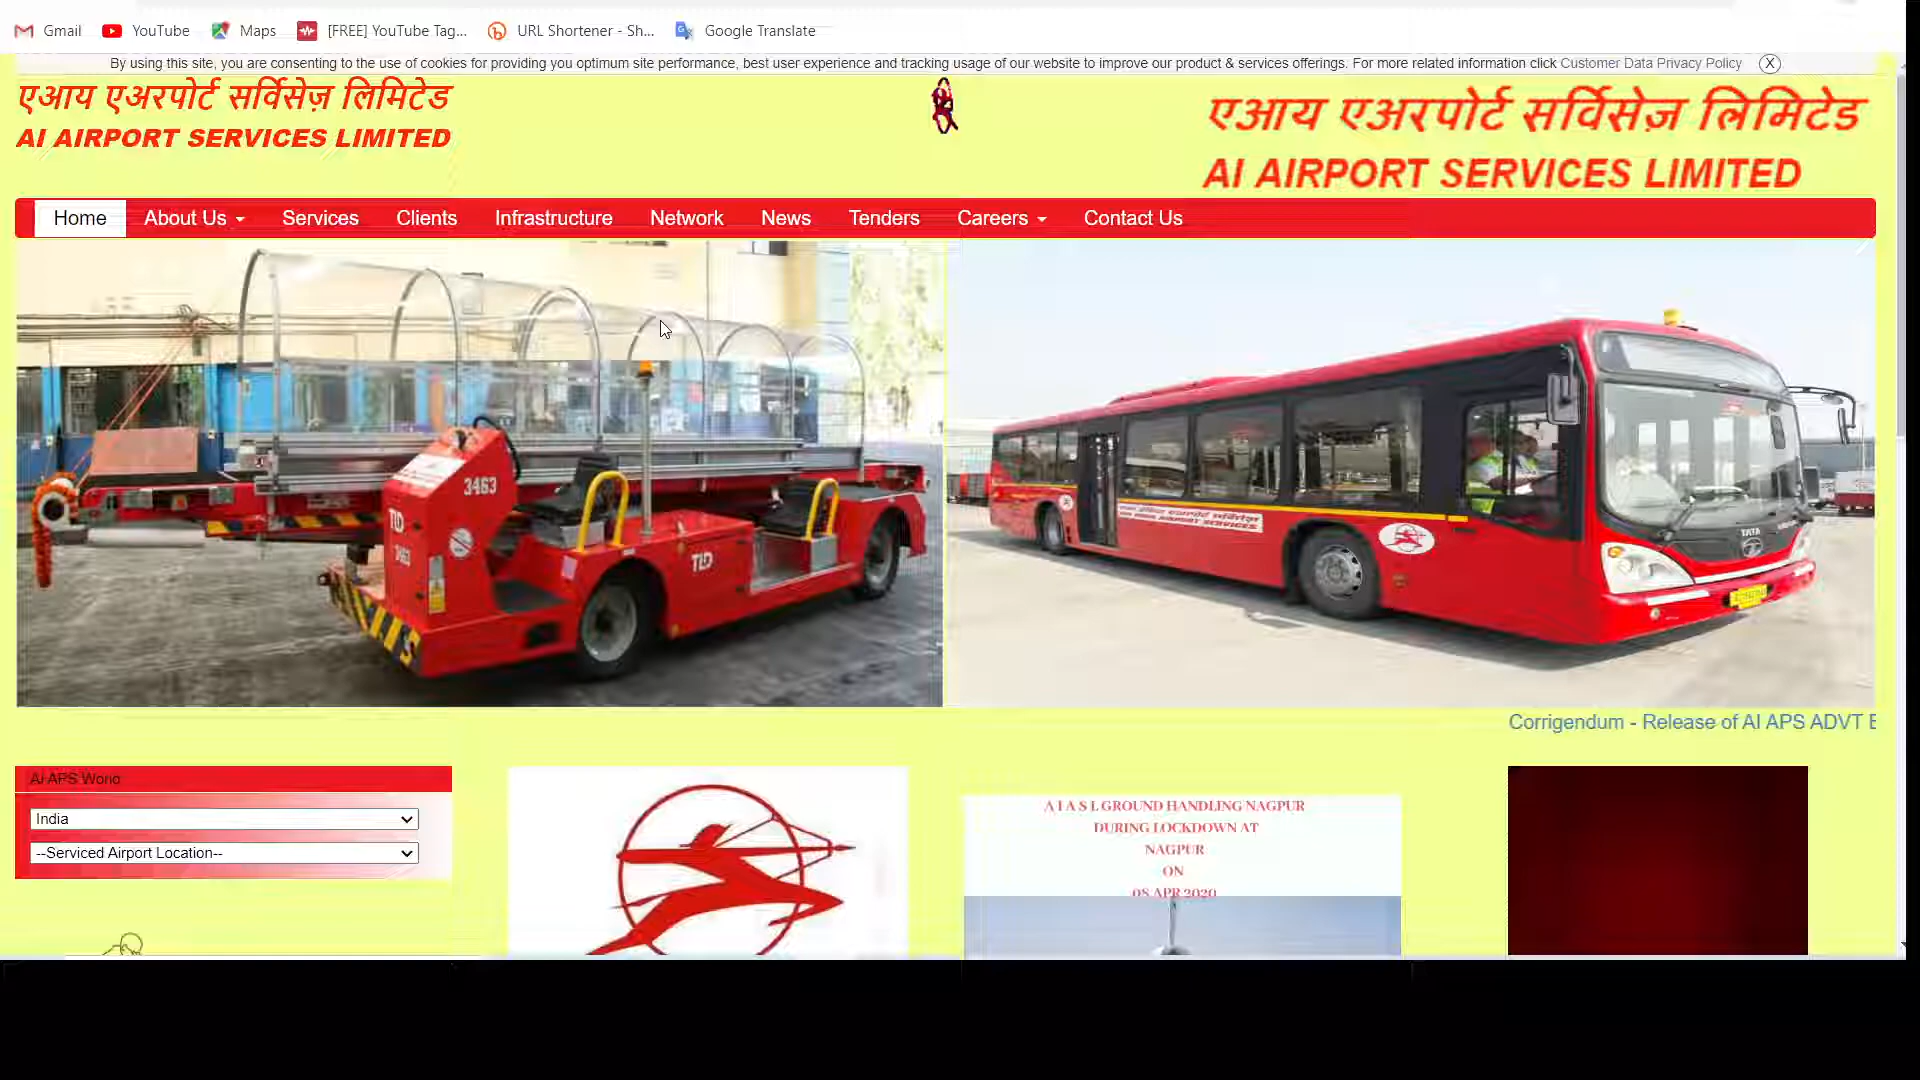 Gmail YouTube Maps [FREE] YouTube Tag... URL Shortener - Sh... Google Translate
By using this site, you are consenting to the use of cookies for providing you optimum site performance, best user experience and tracking usage of our website to improve our product & services offerings. For more related information click Customer Data Privacy Policy X
एआय एअरपोर्ट सर्विसेज़ लिमिटेड
AI AIRPORT SERVICES LIMITED
एआय एअरपोर्ट सर्विसेज़ लिमिटेड
AI AIRPORT SERVICES LIMITED
Home About Us Services Clients Infrastructure Network News Tenders Careers Contact Us
3463
TLD
3463
TLD
TATA
Corrigendum - Release of AI APS ADVT
AI APS World
India
--Serviced Airport Location--
A I A S L GROUND HANDLING NAGPUR
DURING LOCKDOWN AT
NAGPUR
ON
08 APR 2020